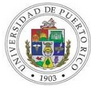 UNIVERSIDAD DE PUERTO RICO
• 1903 •